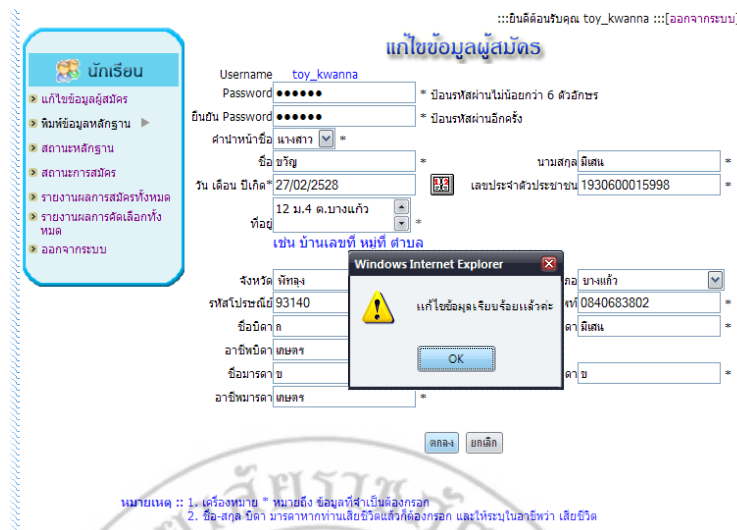 :::ยินดีต้อนรับคุณ toy_kwanna :::[ออกจากระบบ]
แก้ไขข้อมูลผู้สมัคร
นักเรียน
แก้ไขข้อมูลผู้สมัคร
พิมพ์ข้อมูลหลักฐาน
สถานะหลักฐาน
สถานะการสมัคร
รายงานผลการสมัครทั้งหมด
รายงานผลการคัดเลือกทั้ง
หมด
ออกจากระบบ
Username toy_kwanna
Password ●●●●●● * ป้อนรหัสผ่านไม่น้อยกว่า 6 ตัวอักษร
ยืนยัน Password ●●●●●● * ป้อนรหัสผ่านอีกครั้ง
คำนำหน้าชื่อ นางสาว *
ชื่อ ขวัญ * นามสกุล มีเสน *
วัน เดือน ปีเกิด* 27/02/2528 เลขประจำตัวประชาชน 1930600015998 *
ที่อยู่ 12 ม.4 ต.บางแก้ว *
เช่น บ้านเลขที่ หมู่ที่ ตำบล
จังหวัด พัทลุง บางแก้ว
รหัสไปรษณีย์ 93140 0840683802 *
ชื่อบิดา ก มีเสน *
อาชีพบิดา เกษตร
ชื่อมารดา ข ข *
อาชีพมารดา เกษตร *
Windows Internet Explorer
แก้ไขข้อมูลเรียบร้อยแล้วค่ะ
OK
ตกลง ยกเลิก
หมายเหตุ :: 1. เครื่องหมาย * หมายถึง ข้อมูลที่จำเป็นต้องกรอก
2. ชื่อ-สกุล บิดา มารดาหากท่านเสียชีวิตแล้วก็ต้องกรอก และให้ระบุในอาชีพว่า เสียชีวิต